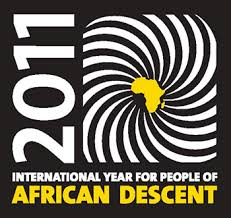 2011
INTERNATIONAL YEAR FOR PEOPLE OF
AFRICAN DESCENT